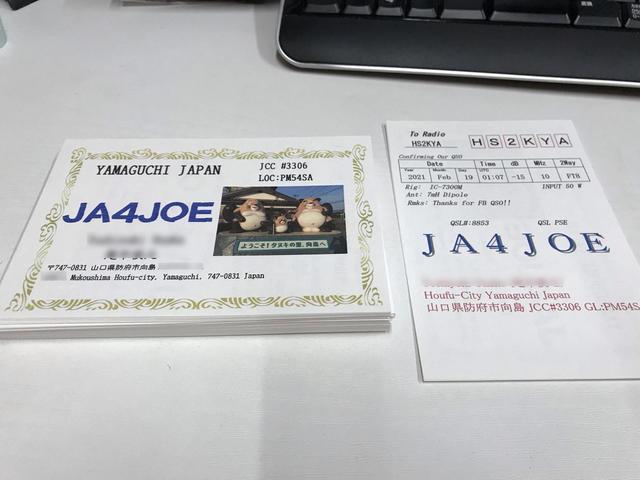 YAMAGUCHI JAPAN
JCC #3306
LOC:PM54SA
JA4JOE
ようこそ!タヌキの里、向島へ
〒747-0831 山口県防府市向島
Mukoushima Houfu-city, Yamaguchi, 747-0831 Japan
To Radio
HS2KYA
HS2KYA
Confirming Our QSO
Date Time dB MHz 2Way
Year Month Day UTC
2021 Feb 19 01:07 -15 10 FT8
Rig: IC-7300M INPUT 50 W
Ant: 7mH Dipole
Rmks: Thanks for FB QSO!!
QSL#:8853 QSL PSE
JA4JOE
Houfu-City Yamaguchi Japan
山口県防府市向島 JCC#3306 GL:PM54SA